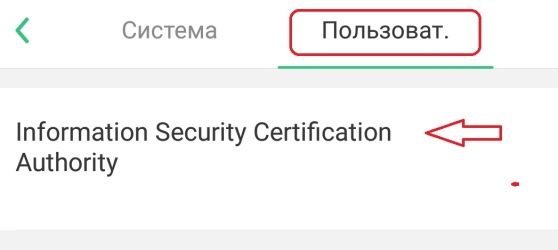 Система Пользоват.
Information Security Certification
Authority